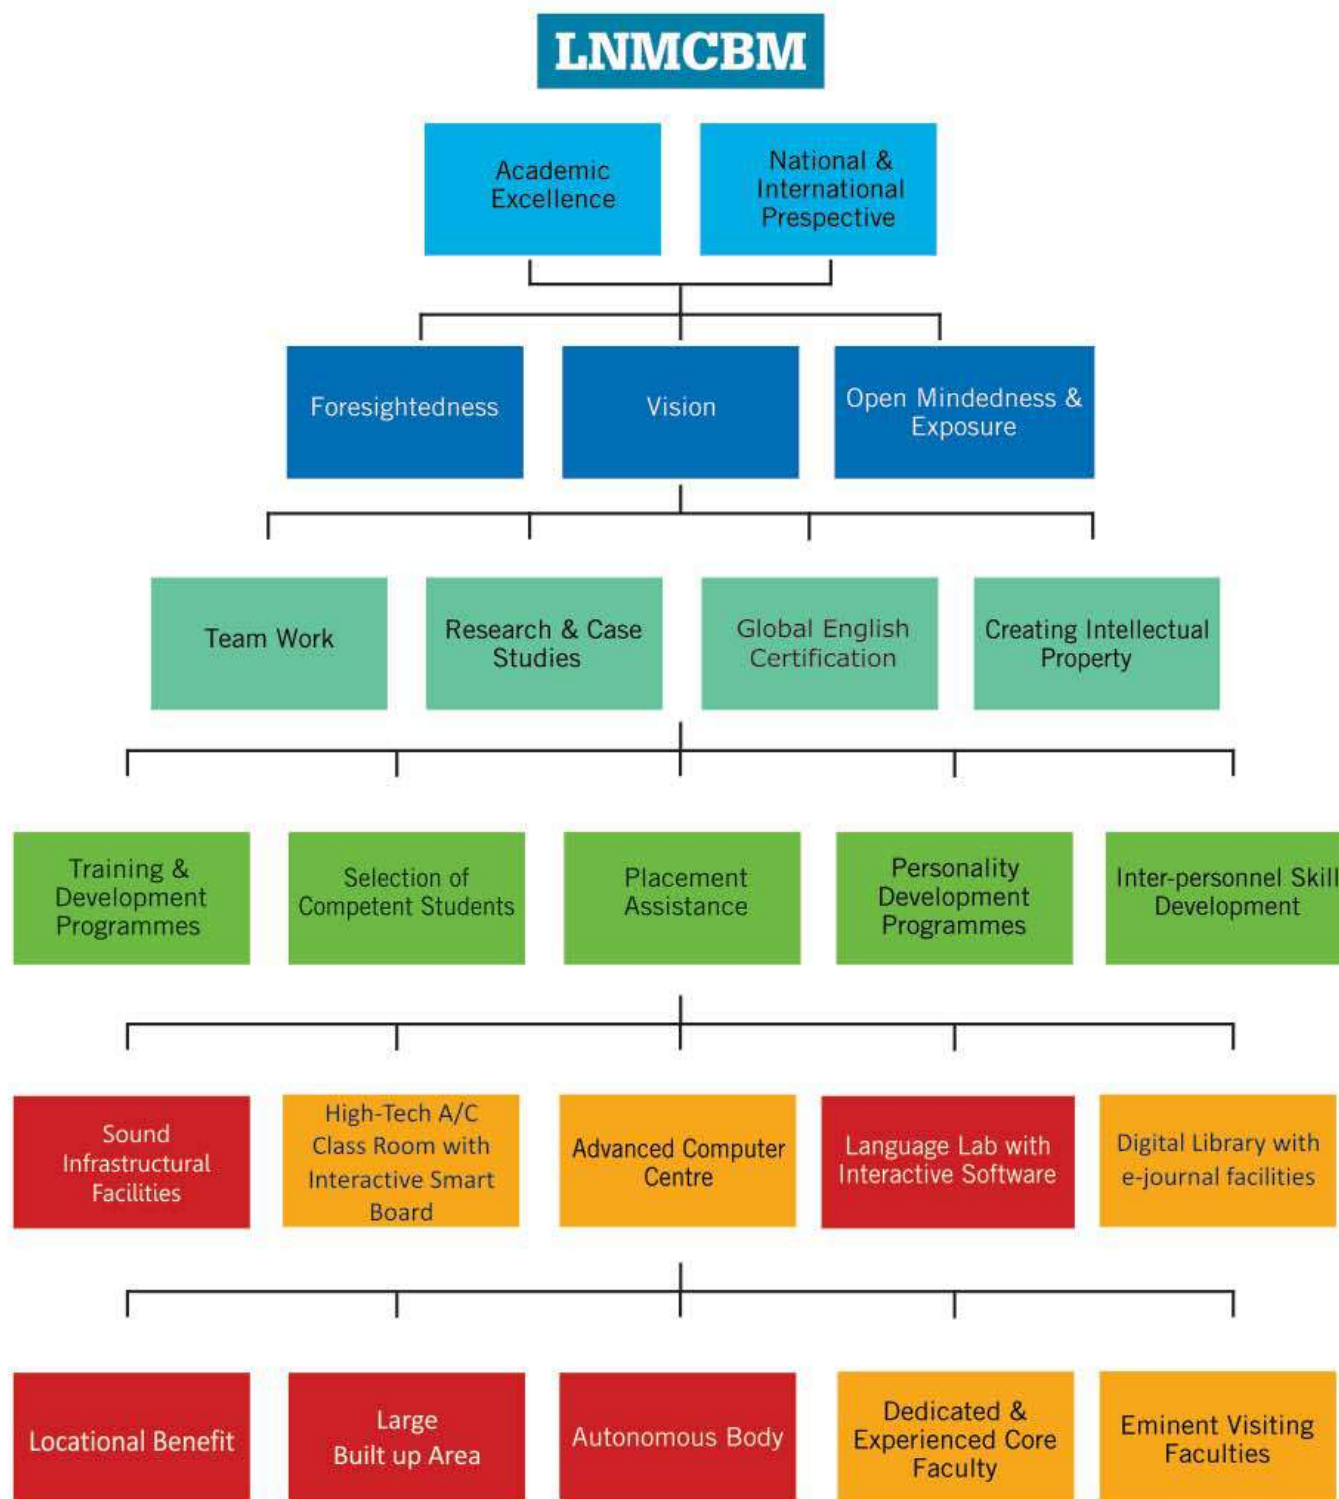 LNMCBM
Academic
Excellence
National &
International
Prespective
Foresightedness
Vision
Open Mindedness &
Exposure
Team Work
Research & Case
Studies
Global English
Certification
Creating Intellectual
Property
Training &
Development
Programmes
Selection of
Competent Students
Placement
Assistance
Personality
Development
Programmes
Inter-personnel Skill
Development
Sound
Infrastructural
Facilities
High-Tech A/C
Class Room with
Interactive Smart
Board
Advanced Computer
Centre
Language Lab with
Interactive Software
Digital Library with
e-journal facilities
Locational Benefit
Large
Built up Area
Autonomous Body
Dedicated &
Experienced Core
Faculty
Eminent Visiting
Faculties